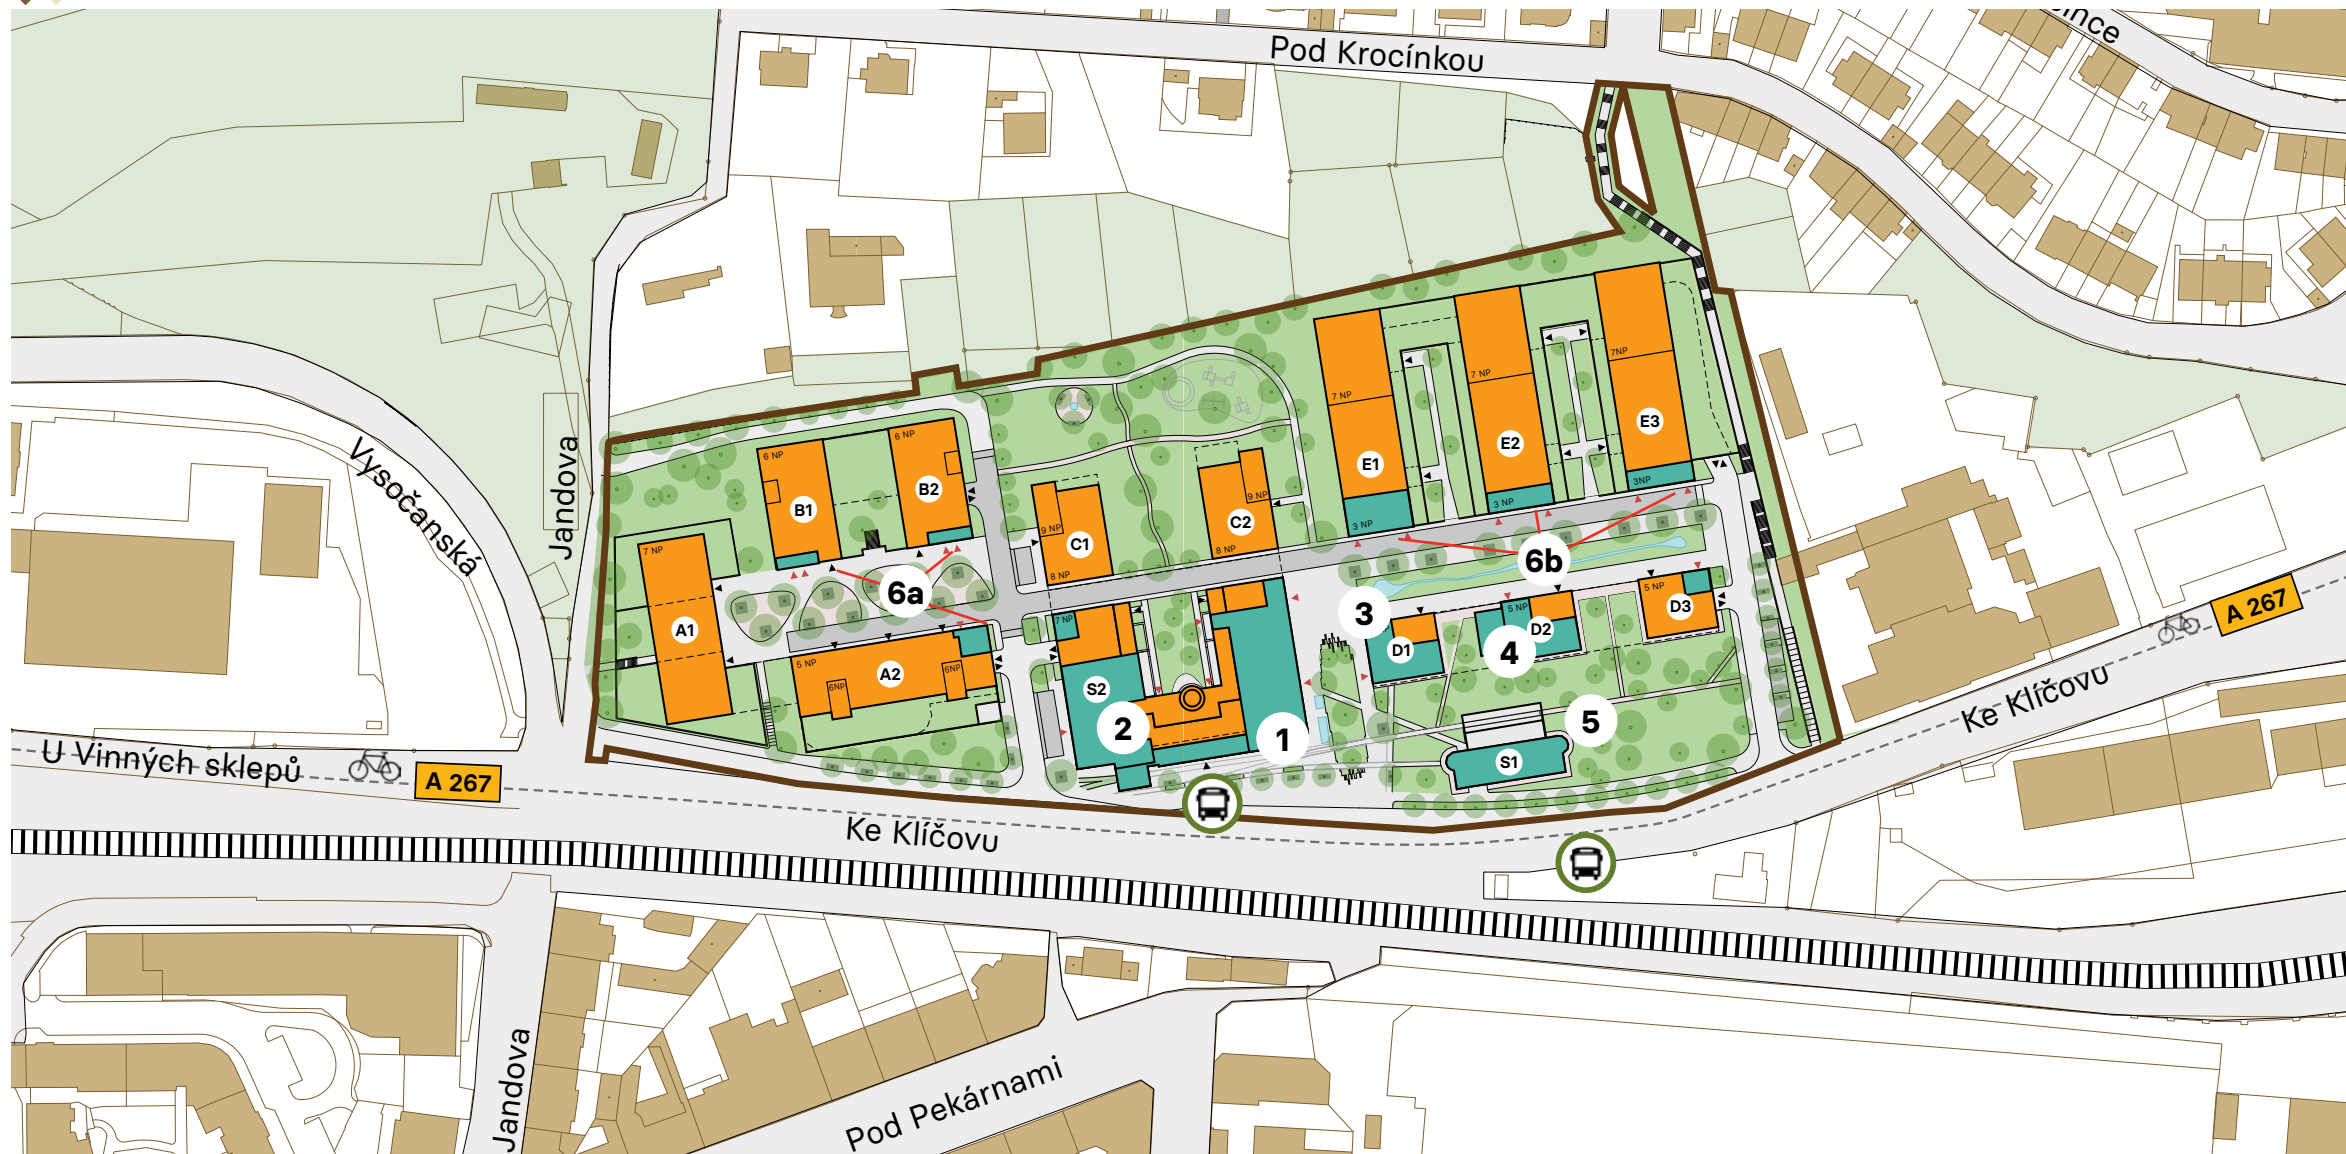 Pod Krocínkou
Vysočanská
Jandova
6 NP
6 NP
B1
B2
7 NP
A1
6a
5 NP
6NP
6NP
A2
9 NP
C1
8 NP
9 NP
C2
8 NP
7 NP
E1
3 NP
7 NP
E2
3 NP
7NP
E3
3NP
6b
7 NP
S2
2
1
3
D1
5 NP
D2
4
5 NP
D3
5
S1
A 267
Ke Klíčovu
U Vinných sklepů
A 267
Ke Klíčovu
Jandova
Pod Pekárnami